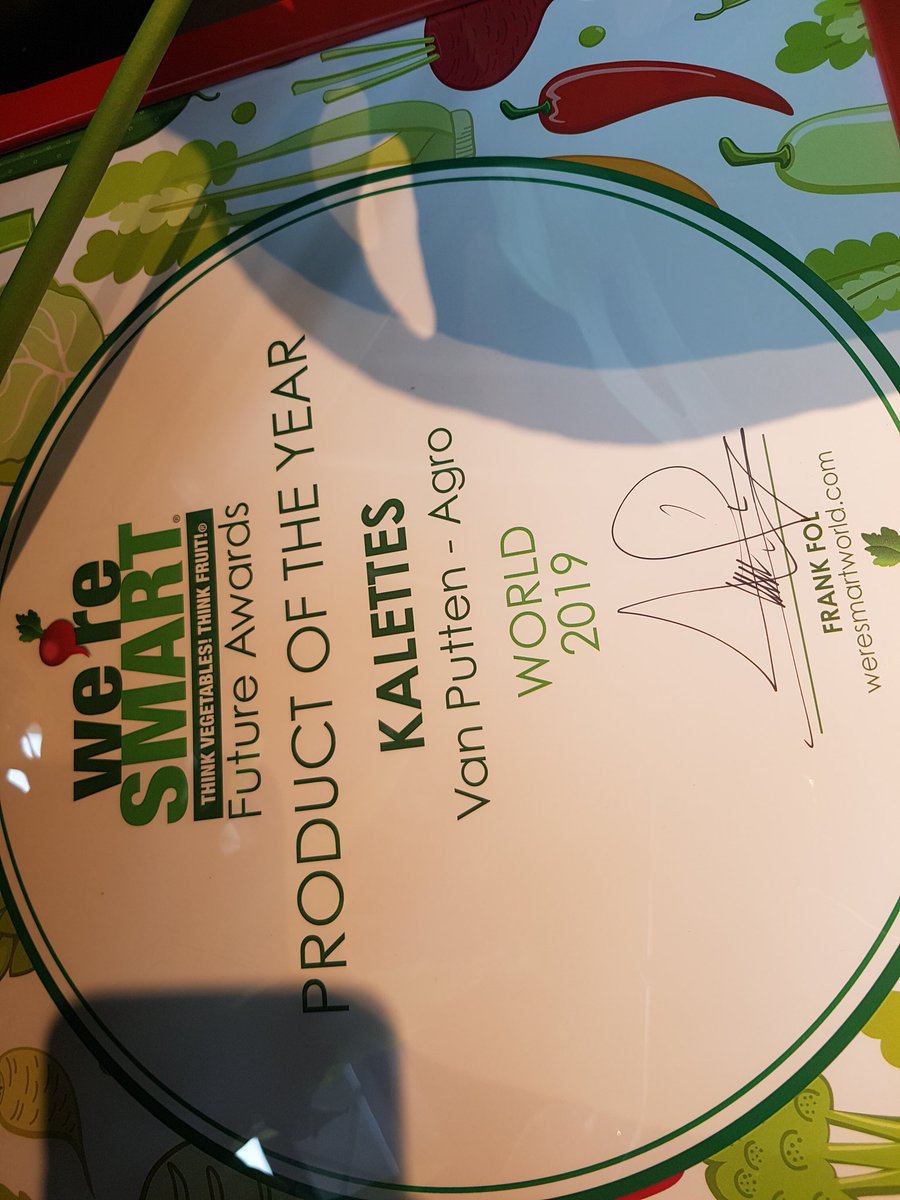 we're
SMART®
THINK VEGETABLES! THINK FRUIT!®
Future Awards
PRODUCT OF THE YEAR
KALETTES
Van Putten - Agro
WORLD
2019
FRANK FOL
weresmartworld.com